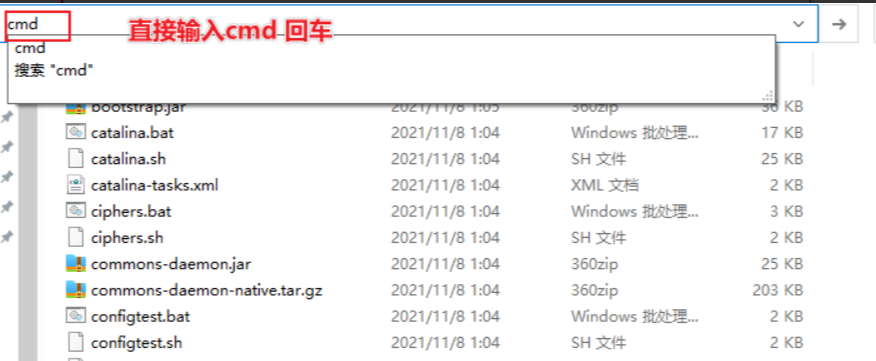 cmd
直接输入cmd 回车
cmd
搜索 "cmd"
bootstrap.jar 2021/11/8 1:05 360zip 36 KB
catalina.bat 2021/11/8 1:04 Windows 批处理... 17 KB
catalina.sh 2021/11/8 1:04 SH 文件 25 KB
catalina-tasks.xml 2021/11/8 1:04 XML 文档 2 KB
ciphers.bat 2021/11/8 1:04 Windows 批处理... 3 KB
ciphers.sh 2021/11/8 1:04 SH 文件 2 KB
commons-daemon.jar 2021/11/8 1:04 360zip 25 KB
commons-daemon-native.tar.gz 2021/11/8 1:04 360zip 203 KB
configtest.bat 2021/11/8 1:04 Windows 批处理... 2 KB
configtest.sh 2021/11/8 1:04 SH 文件 2 KB